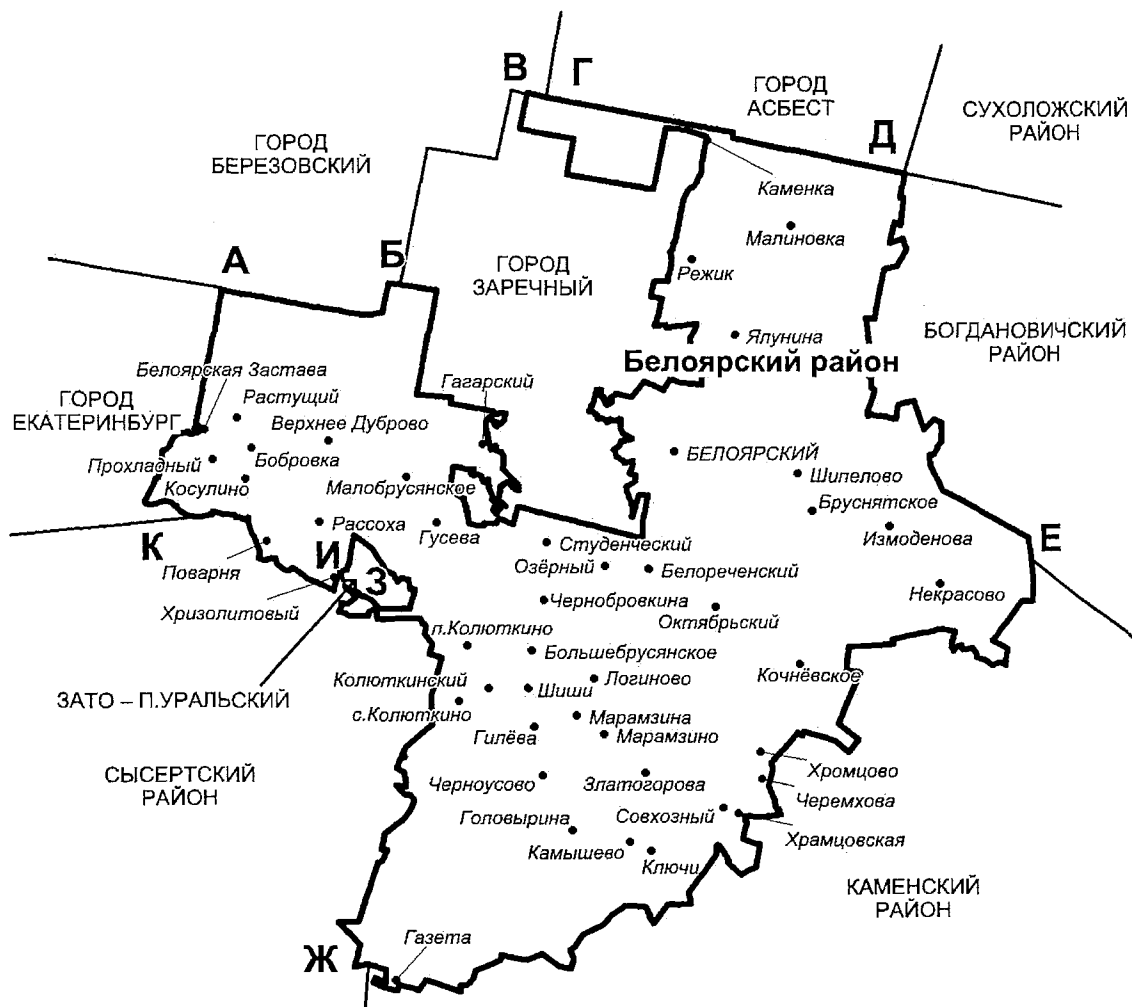 В
Г
ГОРОД
АСБЕСТ
СУХОЛОЖСКИЙ
РАЙОН
Д
ГОРОД
БЕРЕЗОВСКИЙ
Каменка
Малиновка
А
Б
ГОРОД
ЗАРЕЧНЫЙ
Режик
БОГДАНОВИЧСКИЙ
РАЙОН
Ялунина
Белоярский район
Белоярская Застава
Гагарский
ГОРОД
ЕКАТЕРИНБУРГ
Растущий
Верхнее Дуброво
БЕЛОЯРСКИЙ
Прохладный
Бобровка
Шипелово
Косулино
Малобрусянское
Бруснятское
Рассоха
Гусева
Измоденова
Е
К
Поварня
И
З
Студенческий
Озёрный
Белореченский
Некрасово
Хризолитовый
Чернобровкина
Октябрьский
п.Колюткино
Большебрусянское
Кочнёвское
Колюткинский
Шиши
Логиново
ЗАТО – П.УРАЛЬСКИЙ
с.Колюткино
Марамзина
Гилёва
Марамзино
СЫСЕРТСКИЙ
РАЙОН
Хромцово
Черноусово
Златогорова
Черемхова
Головырина
Совхозный
Храмцовская
Камышево
Ключи
КАМЕНСКИЙ
РАЙОН
Газета
Ж